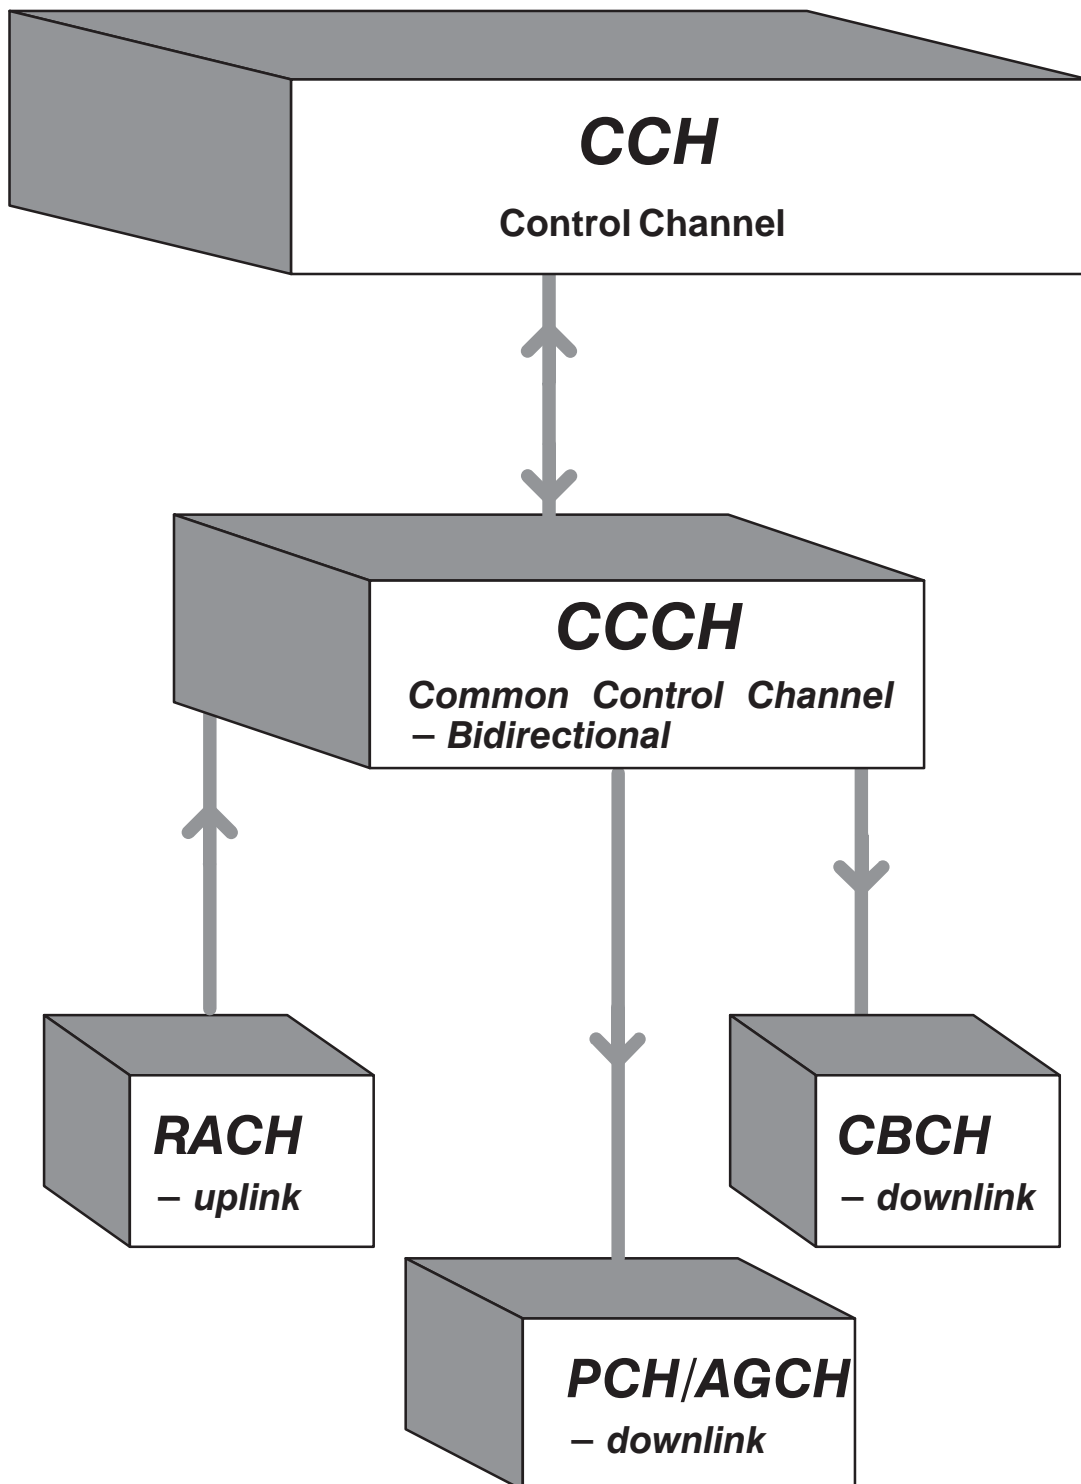 CCH
Control Channel
CCCH
Common Control Channel
– Bidirectional
RACH
– uplink
CBCH
– downlink
PCH/AGCH
– downlink